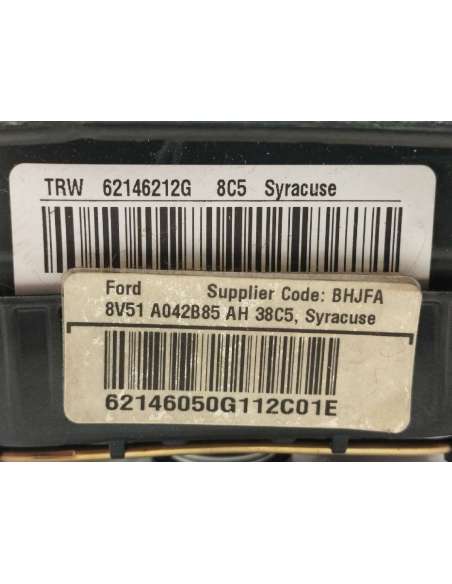 TRW 62146212G 8C5 Syracuse
Ford Supplier Code: BHJFA
8V51 A042B85 AH 38C5, Syracuse
62146050G112C01E